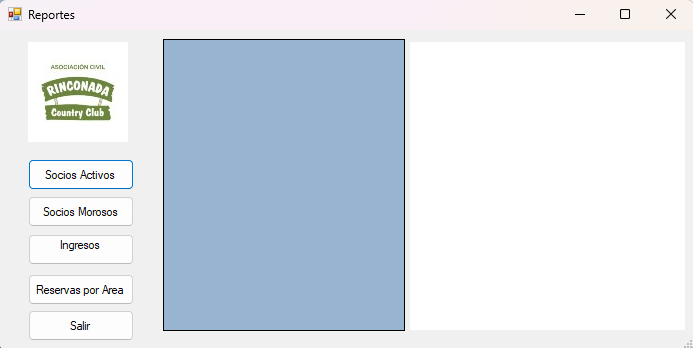 Reportes
ASOCIACIÓN CIVIL
RINCONADA
Country Club
Socios Activos
Socios Morosos
Ingresos
Reservas por Area
Salir